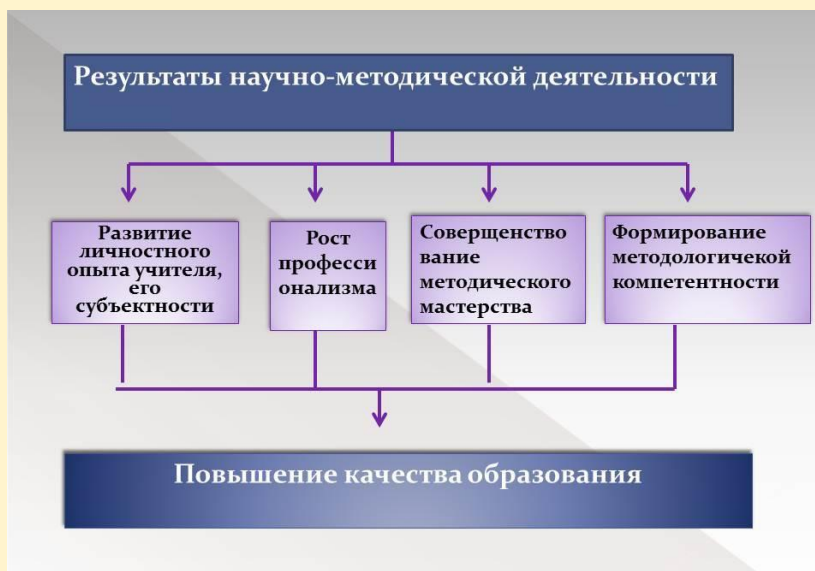 Результаты научно-методической деятельности
Развитие
личностного
опыта учителя,
его
субъектности
Рост
професси
онализма
Соверщенство
вание
методического
мастерства
Формирование
методологичекой
компетентности
Повышение качества образования